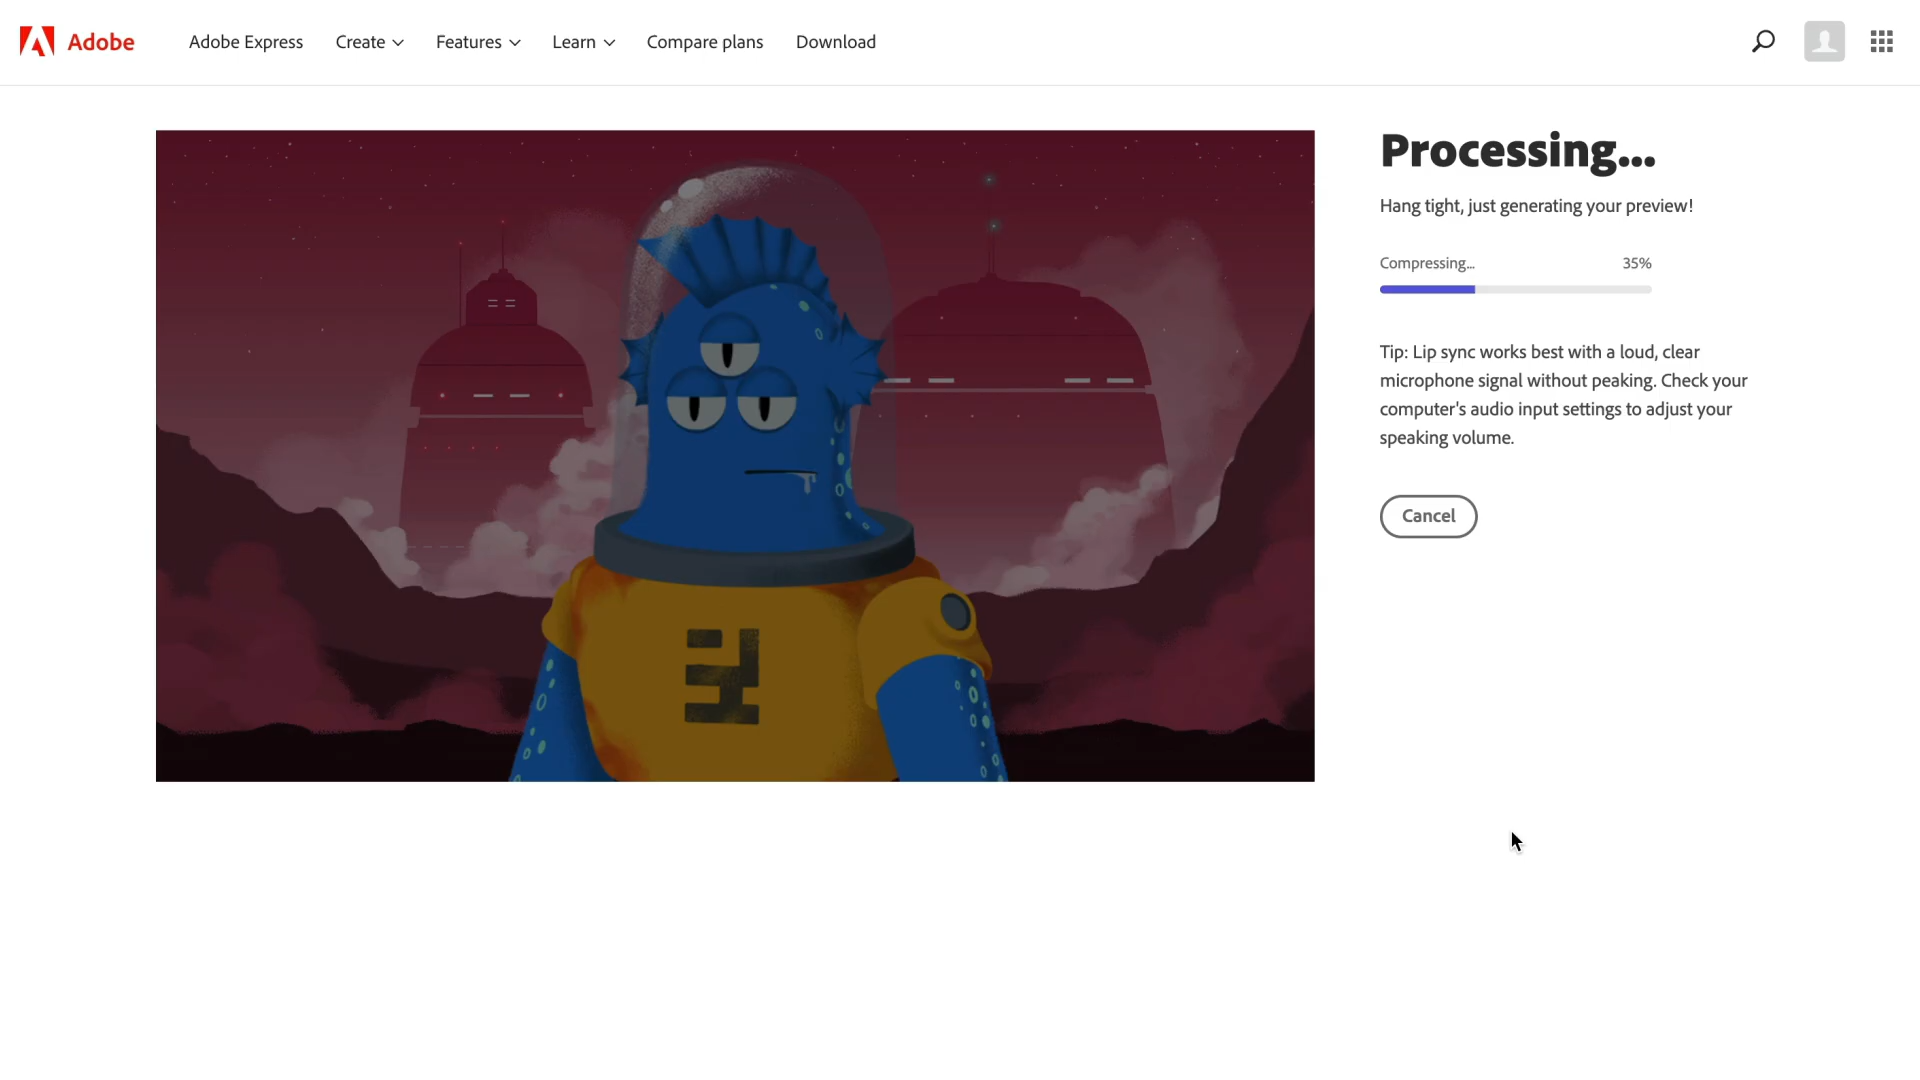 Adobe
Adobe Express
Create
Features
Learn
Compare plans
Download
Processing...
Hang tight, just generating your preview!
Compressing... 35%
Tip: Lip sync works best with a loud, clear
microphone signal without peaking. Check your
computer's audio input settings to adjust your
speaking volume.
Cancel